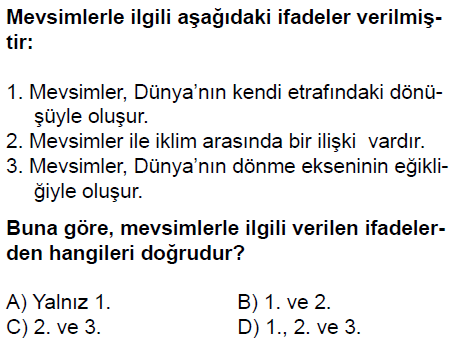 Mevsimlerle ilgili aşağıdaki ifadeler verilmiş-
tir:
1. Mevsimler, Dünya’nın kendi etrafındaki dönü-
şüyle oluşur.
2. Mevsimler ile iklim arasında bir ilişki vardır.
3. Mevsimler, Dünya’nın dönme ekseninin eğikli-
ğiyle oluşur.
Buna göre, mevsimlerle ilgili verilen ifadeler-
den hangileri doğrudur?
A) Yalnız 1. B) 1. ve 2.
C) 2. ve 3. D) 1., 2. ve 3.